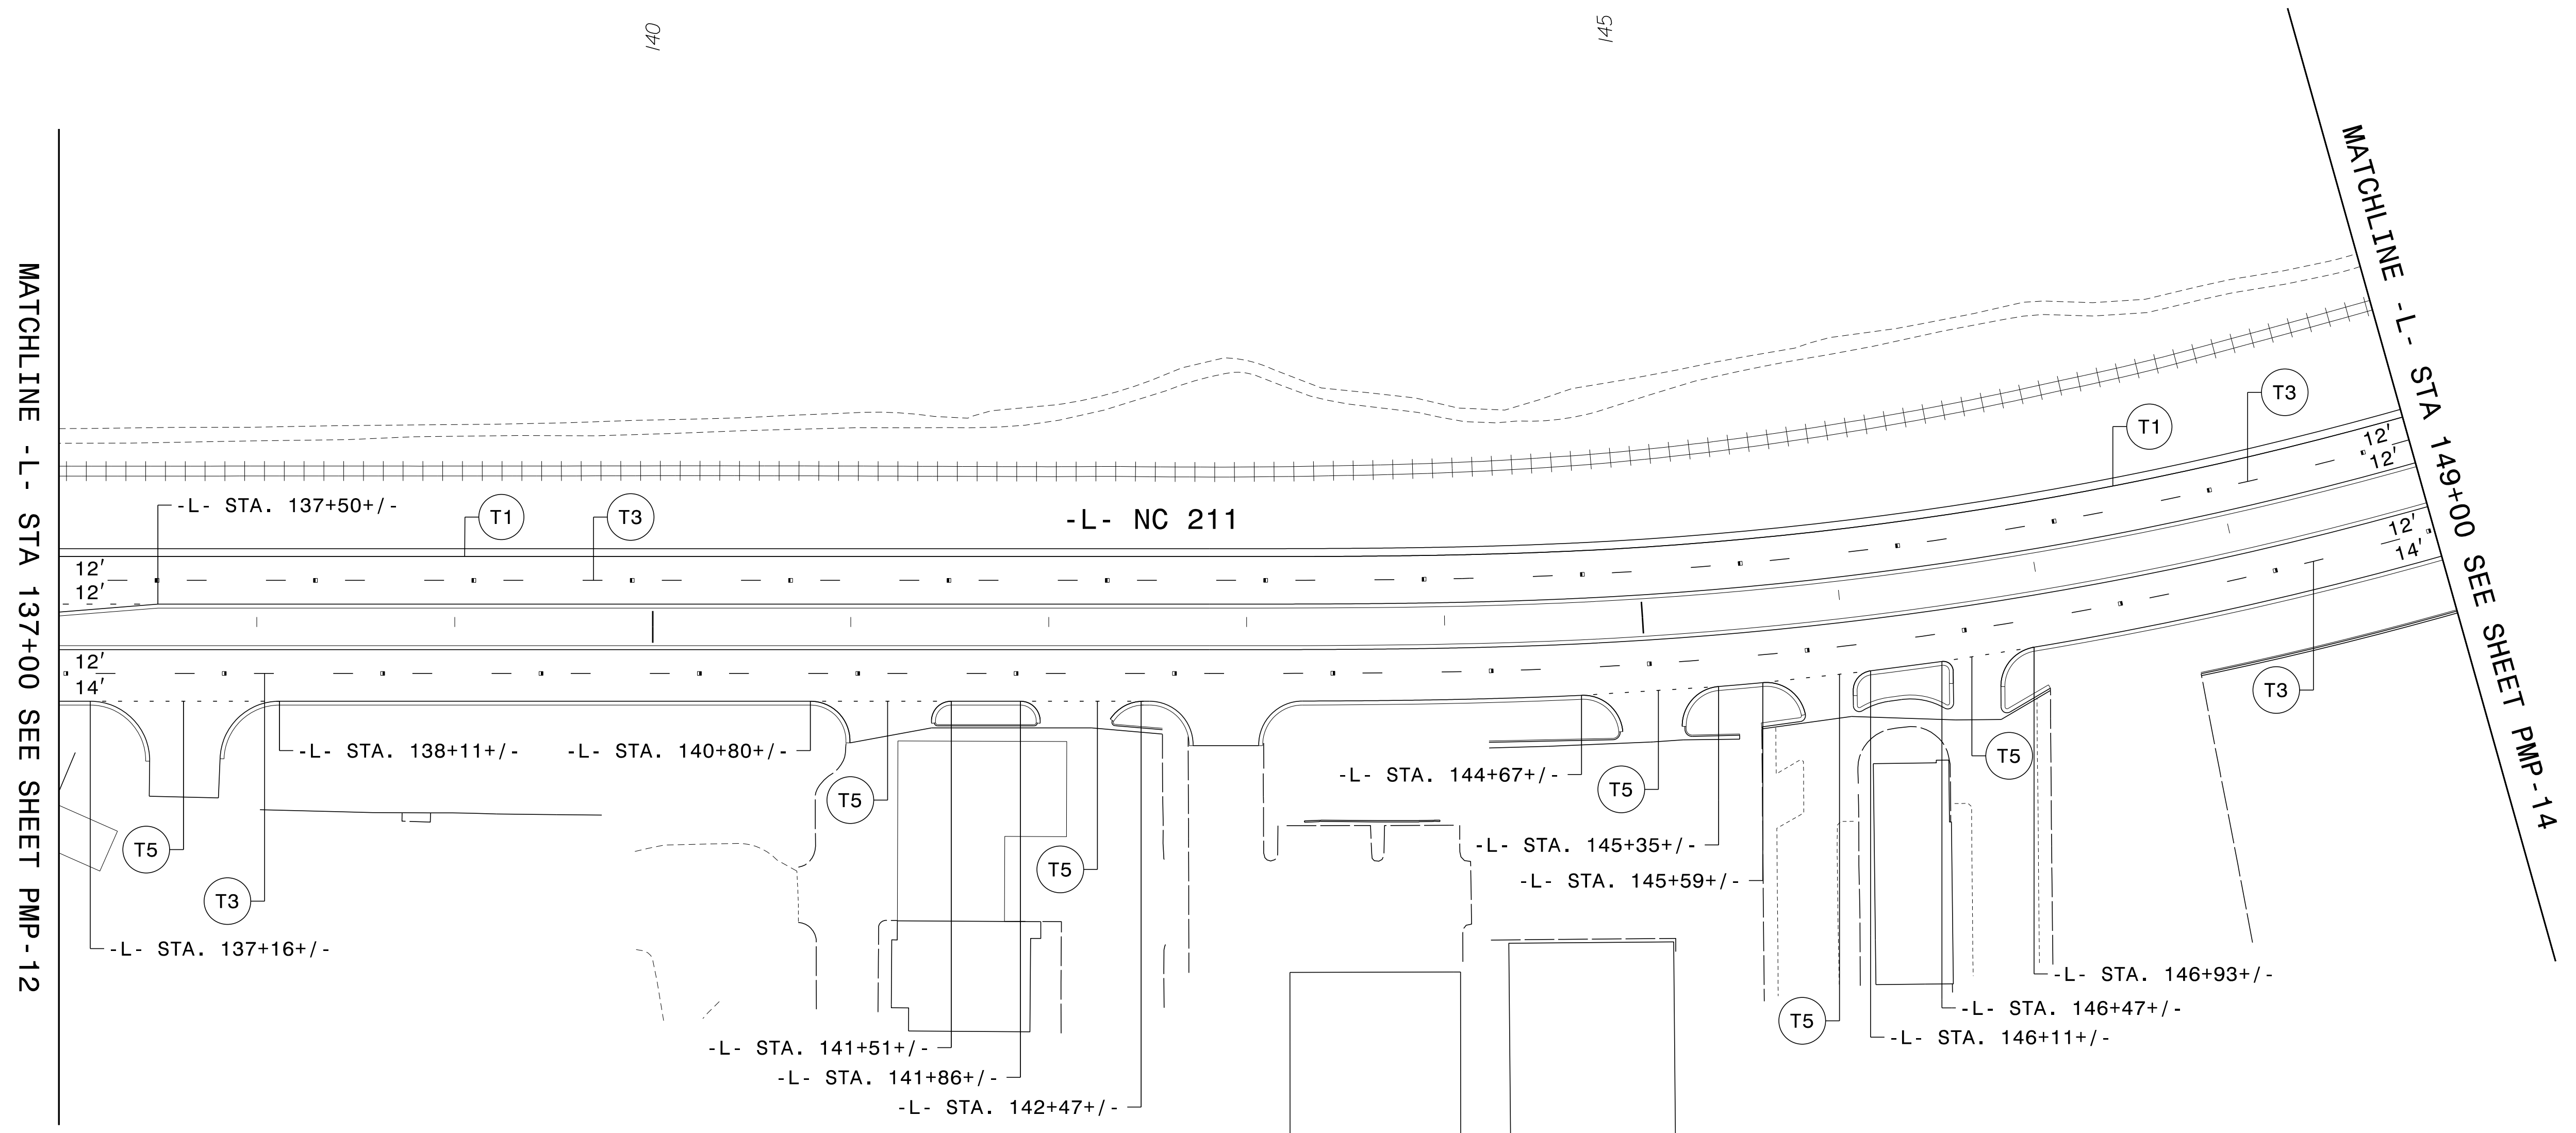 140
145
MATCHLINE -L- STA 137+00 SEE SHEET PMP-12
MATCHLINE -L- STA 149+00 SEE SHEET PMP-14
T3
T1
12'
12'
-L- STA. 137+50+/-
T1
T3
-L- NC 211
12'
14'
12'
12'
12'
14'
T3
-L- STA. 138+11+/-
-L- STA. 140+80+/-
T5
-L- STA. 144+67+/-
T5
T5
T5
-L- STA. 145+35+/-
T5
-L- STA. 145+59+/-
T3
-L- STA. 137+16+/-
-L- STA. 146+93+/-
-L- STA. 146+47+/-
T5
-L- STA. 146+11+/-
-L- STA. 141+51+/-
-L- STA. 141+86+/-
-L- STA. 142+47+/-